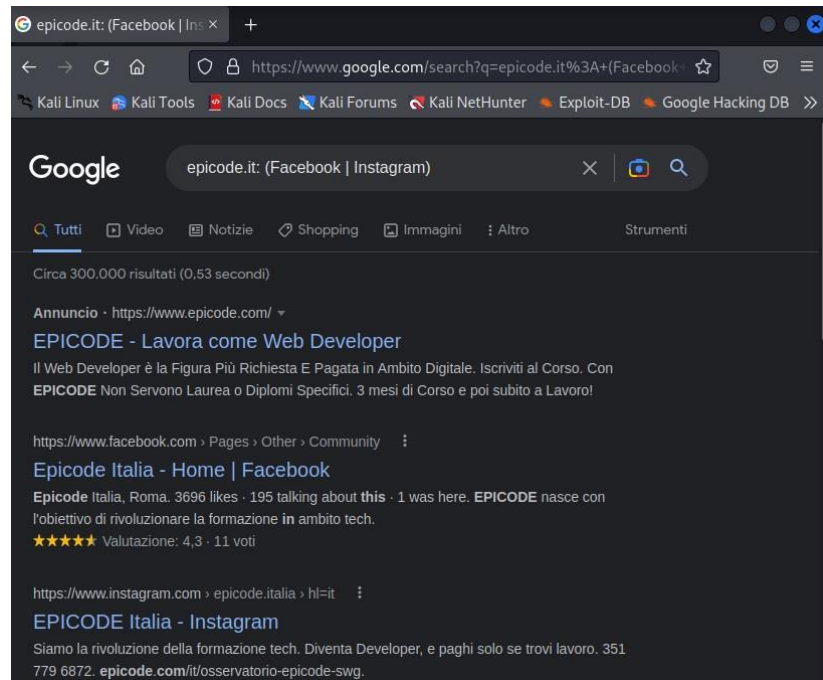 epicode.it: (Facebook | Ins
https://www.google.com/search?q=epicode.it%3A+(Facebook+
Kali Linux Kali Tools Kali Docs Kali Forums Kali NetHunter Exploit-DB Google Hacking DB
Google epicode.it: (Facebook | Instagram)
Tutti Video Notizie Shopping Immagini Altro Strumenti
Circa 300.000 risultati (0,53 secondi)
Annuncio · https://www.epicode.com/
EPICODE - Lavora come Web Developer
Il Web Developer è la Figura Più Richiesta E Pagata in Ambito Digitale. Iscriviti al Corso. Con
EPICODE Non Servono Laurea o Diplomi Specifici. 3 mesi di Corso e poi subito a Lavoro!
https://www.facebook.com › Pages › Other › Community
Epicode Italia - Home | Facebook
Epicode Italia, Roma. 3696 likes · 195 talking about this · 1 was here. EPICODE nasce con
l'obiettivo di rivoluzionare la formazione in ambito tech.
Valutazione: 4,3 · 11 voti
https://www.instagram.com › epicode.italia › hl=it
EPICODE Italia - Instagram
Siamo la rivoluzione della formazione tech. Diventa Developer, e paghi solo se trovi lavoro. 351
779 6872. epicode.com/it/osservatorio-epicode-swg.